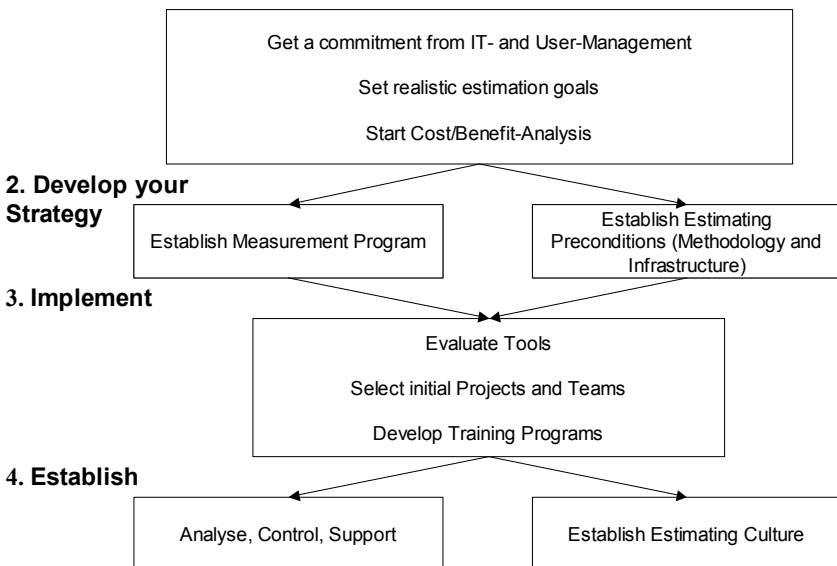 Get a commitment from IT- and User-Management
Set realistic estimation goals
Start Cost/Benefit-Analysis
2. Develop your
Strategy
Establish Measurement Program
Establish Estimating
Preconditions (Methodology and
Infrastructure)
3. Implement
Evaluate Tools
Select initial Projects and Teams
Develop Training Programs
4. Establish
Analyse, Control, Support
Establish Estimating Culture